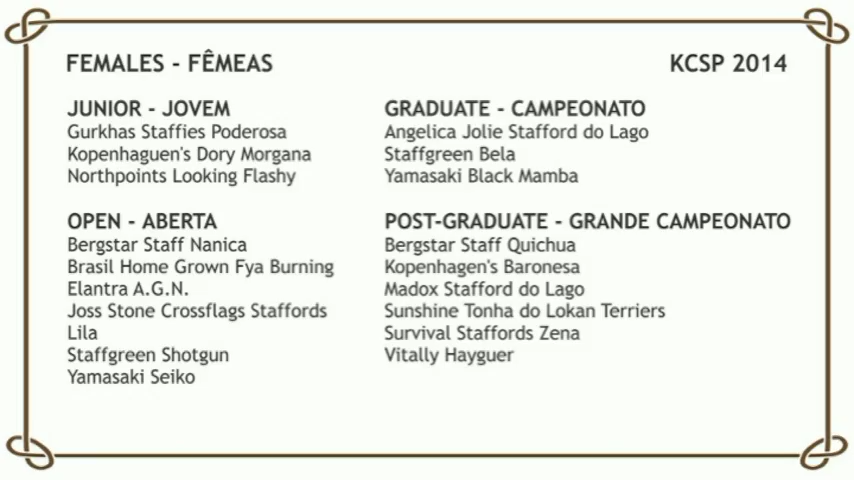 FEMALES - FÊMEAS
KCSP 2014
JUNIOR - JOVEM
Gurkhas Staffies Poderosa
Kopenhaguen's Dory Morgana
Northpoints Looking Flashy
OPEN - ABERTA
Bergstar Staff Nanica
Brasil Home Grown Fya Burning
Elantra A.G.N.
Joss Stone Crossflags Staffords
Lila
Staffgreen Shotgun
Yamasaki Seiko
GRADUATE - CAMPEONATO
Angelica Jolie Stafford do Lago
Staffgreen Bela
Yamasaki Black Mamba
POST-GRADUATE - GRANDE CAMPEONATO
Bergstar Staff Quichua
Kopenhagen's Baronesa
Madox Stafford do Lago
Sunshine Tonha do Lokan Terriers
Survival Staffords Zena
Vitally Hayguer